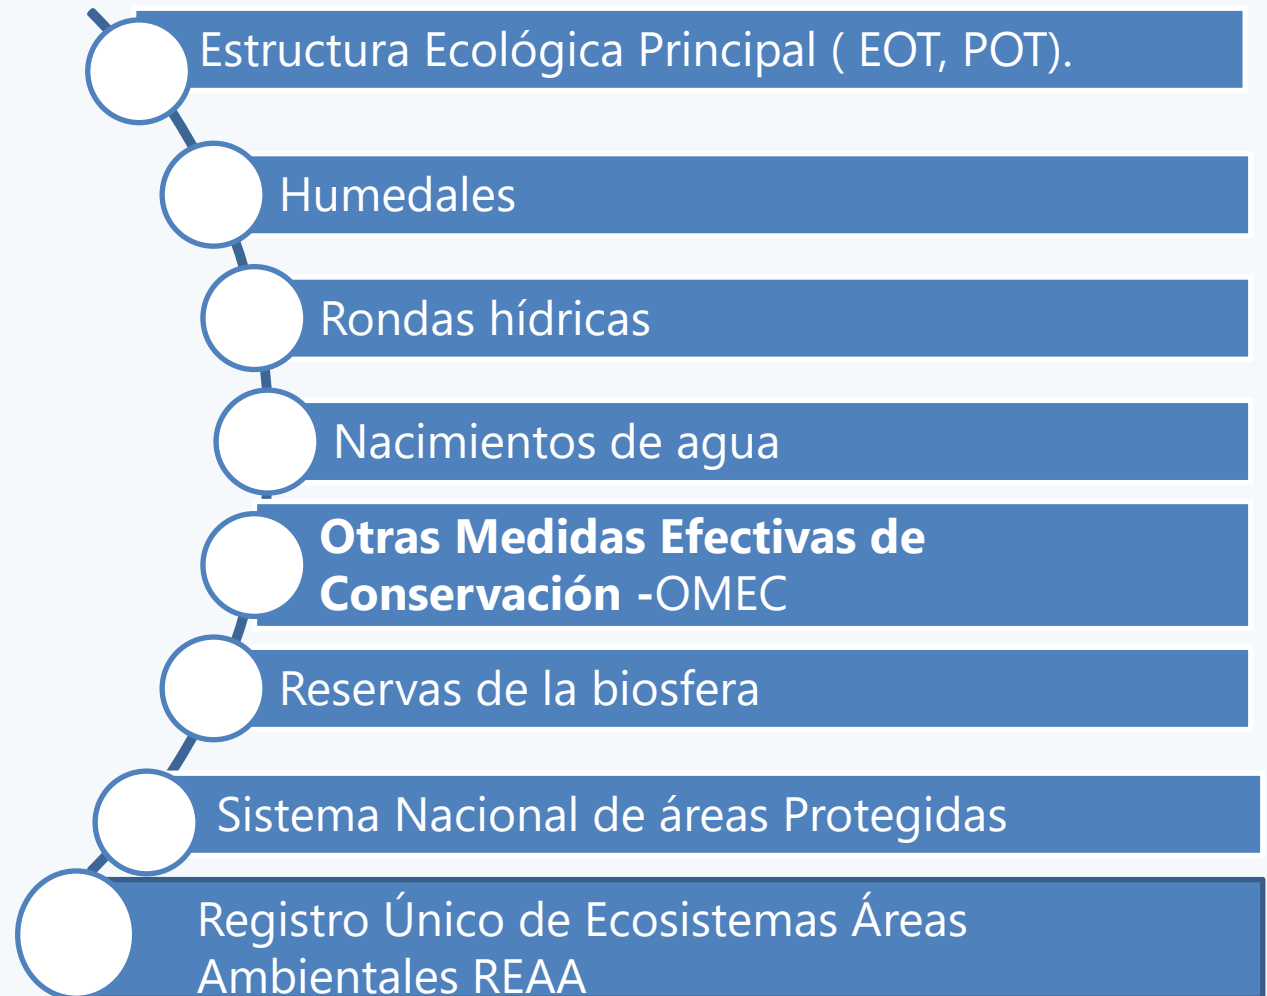 Estructura Ecológica Principal ( EOT, POT).
Humedales
Rondas hídricas
Nacimientos de agua
Otras Medidas Efectivas de
Conservación -OMEC
Reservas de la biosfera
Sistema Nacional de áreas Protegidas
Registro Único de Ecosistemas Áreas
Ambientales REAA